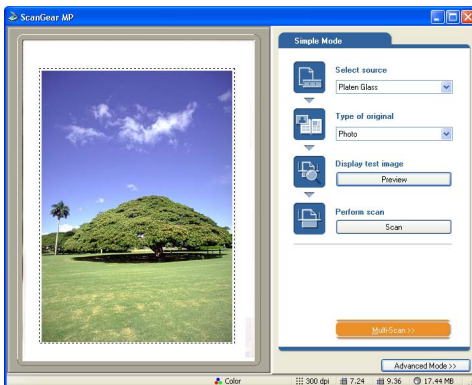 ScanGear MP
Simple Mode
Select source
Platen Glass
Type of original
Photo
Display test image
Preview
Perform scan
Scan
Multi-Scan >>
Advanced Mode >>
Color
300 dpi
7.24
9.36
17.44 MB